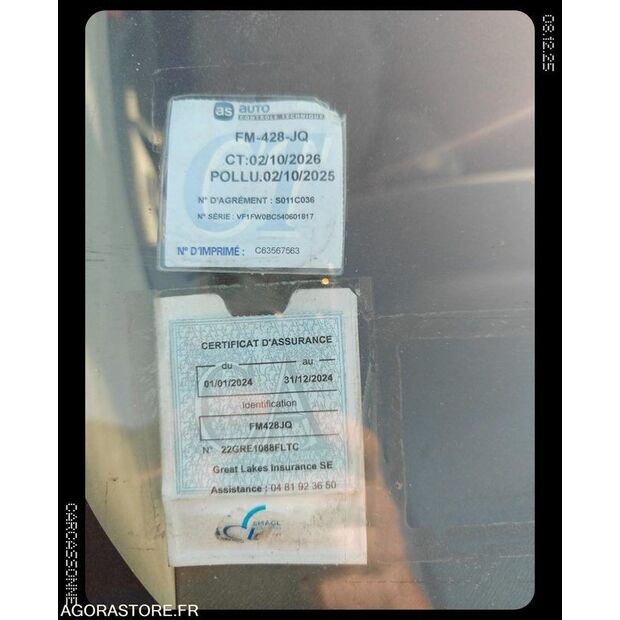 08.12.25
as AUTO
CONTROLE TECHNIQUE
FM-428-JQ
CT:02/10/2026
POLLU.02/10/2025
N° D'AGRÉMENT : S011C036
N° SÉRIE : VF1FW0BC540601817
N° D'IMPRIMÉ : C63567563
CERTIFICAT D'ASSURANCE
du au
01/01/2024 31/12/2024
Identification
FM428JQ
N° 22GRE1088FLTC
Great Lakes Insurance SE
Assistance : 04 81 92 36 50
SMACL
CARCASSONNE
AGORASTORE.FR